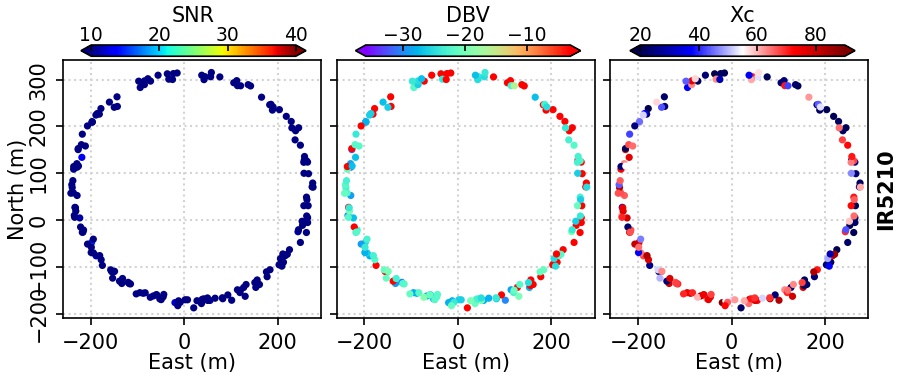 SNR DBV Xc
10 20 30 40 −30 −20 −10 20 40 60 80
300
200
100
0
−100
−200
North (m)
IR5210
−200 0 200 −200 0 200 −200 0 200
East (m) East (m) East (m)